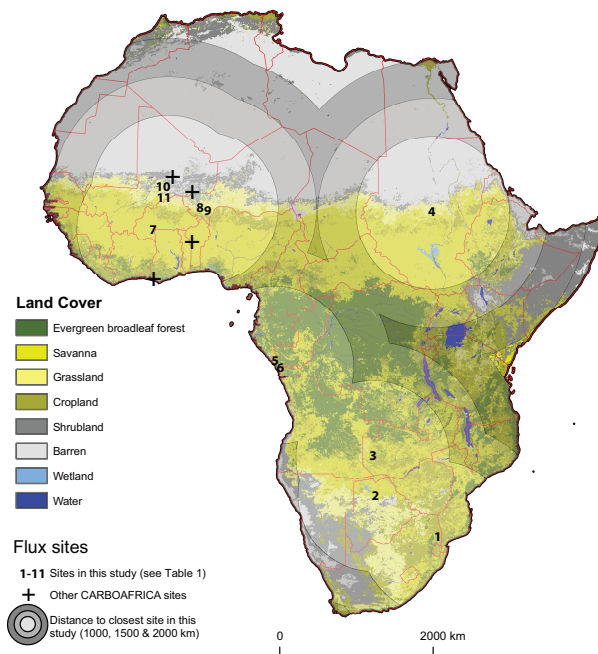 10
11
8
9
4
7
5
6
3
2
1
Land Cover
Evergreen broadleaf forest
Savanna
Grassland
Cropland
Shrubland
Barren
Wetland
Water
Flux sites
1-11 Sites in this study (see Table 1)
Other CARBOAFRICA sites
Distance to closest site in this
study (1000, 1500 & 2000 km)
0 2000 km